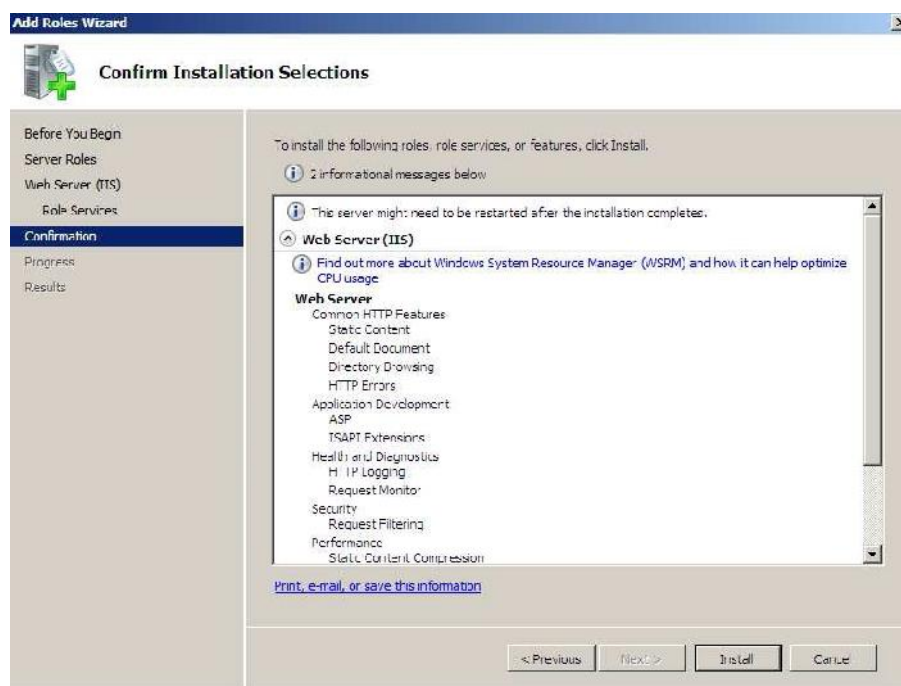 Add Roles Wizard
Confirm Installation Selections
Before You Begin
Server Roles
Web Server (IIS)
Role Services
Confirmation
Progress
Results
To install the following roles, role services, or features, click Install.
2 informational messages below
This server might need to be restarted after the installation completes.
Web Server (IIS)
Find out more about Windows System Resource Manager (WSRM) and how it can help optimize
CPU usage
Web Server
Common HTTP Features
Static Content
Default Document
Directory Browsing
HTTP Errors
Application Development
ASP
ISAPI Extensions
Health and Diagnostics
HTTP Logging
Request Monitor
Security
Request Filtering
Performance
Static Content Compression
Print, e-mail, or save this information
< Previous
Next >
Install
Cancel